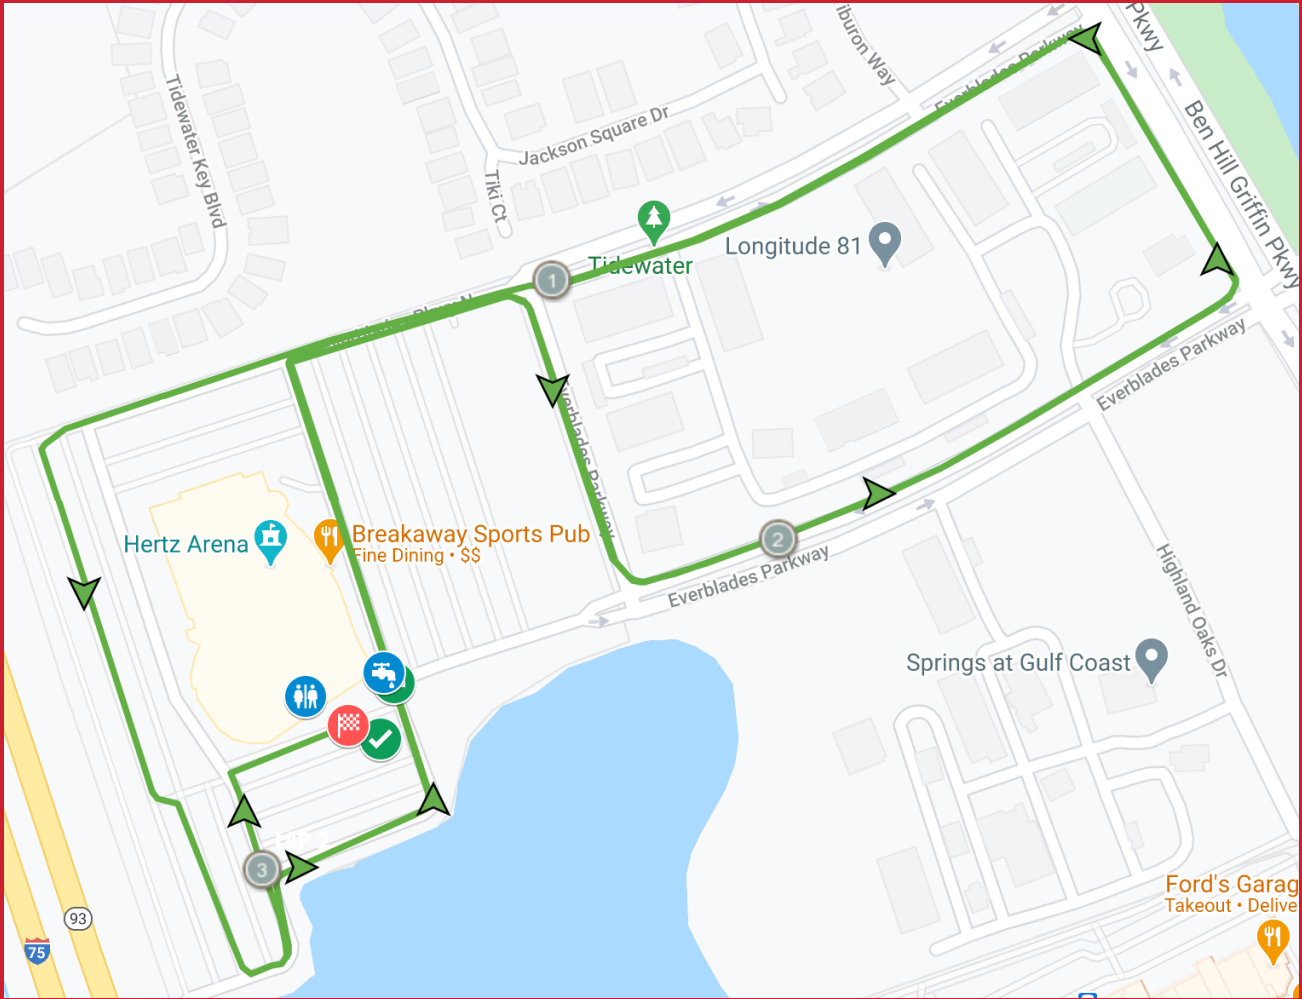 Pkwy
Tiburon Way
Everblades Parkway
Tidewater Key Blvd
Jackson Square Dr
Tiki Ct
Ben Hill Griffin Pkwy
Longitude 81
Tidewater
1
Everblades Parkway
Everblades Parkway
Hertz Arena
Breakaway Sports Pub
Fine Dining • $$
2
Everblades Parkway
Highland Oaks Dr
Springs at Gulf Coast
3
93
75
Ford's Garag
Takeout • Delive